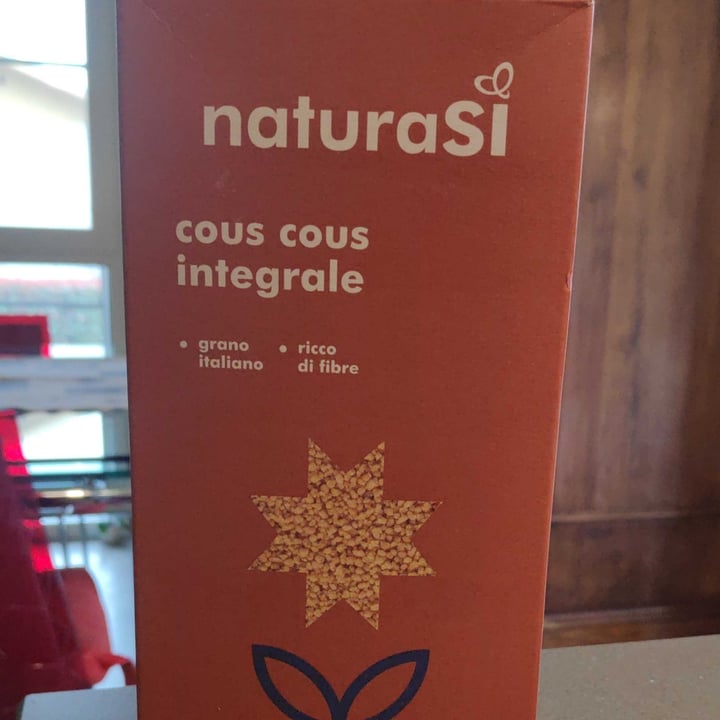 naturaSì
cous cous
integrale
• grano
italiano
• ricco
di fibre